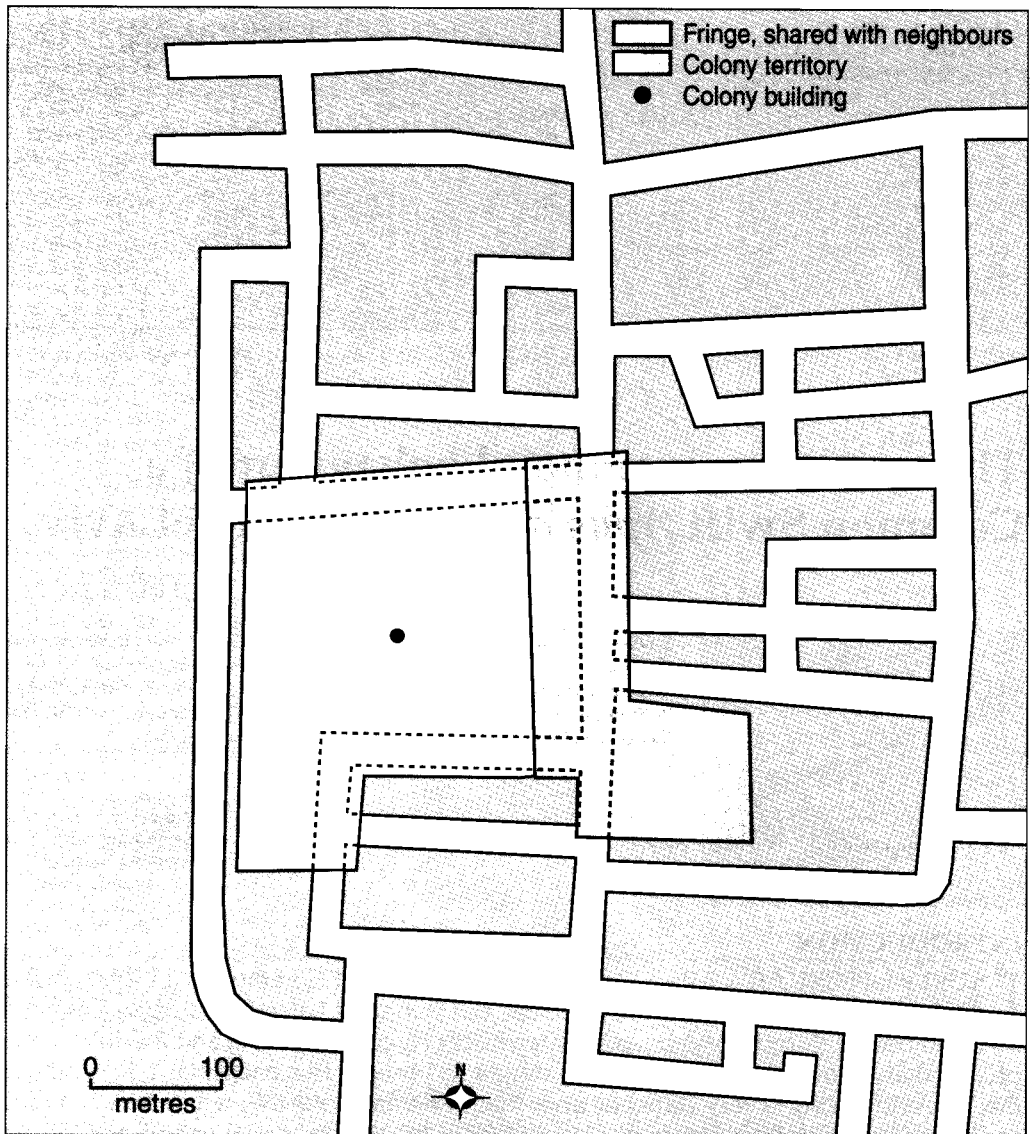 Fringe, shared with neighbours
Colony territory
Colony building
0 100
metres
N